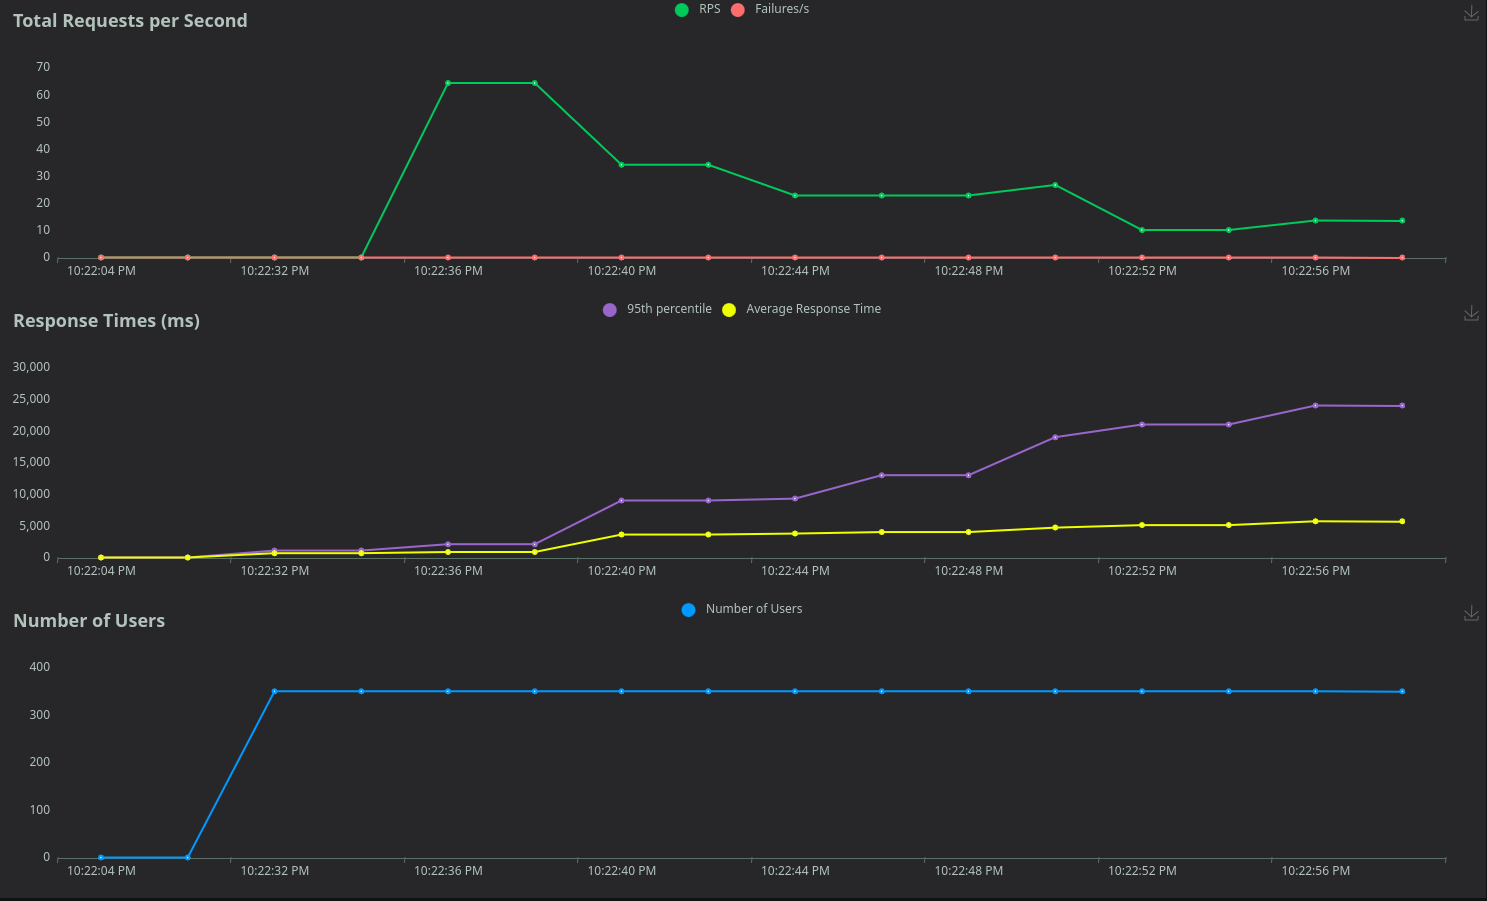 Total Requests per Second
RPS Failures/s
70
60
50
40
30
20
10
0
10:22:04 PM 10:22:32 PM 10:22:36 PM 10:22:40 PM 10:22:44 PM 10:22:48 PM 10:22:52 PM 10:22:56 PM
Response Times (ms)
95th percentile Average Response Time
30,000
25,000
20,000
15,000
10,000
5,000
0
10:22:04 PM 10:22:32 PM 10:22:36 PM 10:22:40 PM 10:22:44 PM 10:22:48 PM 10:22:52 PM 10:22:56 PM
Number of Users
Number of Users
400
300
200
100
0
10:22:04 PM 10:22:32 PM 10:22:36 PM 10:22:40 PM 10:22:44 PM 10:22:48 PM 10:22:52 PM 10:22:56 PM